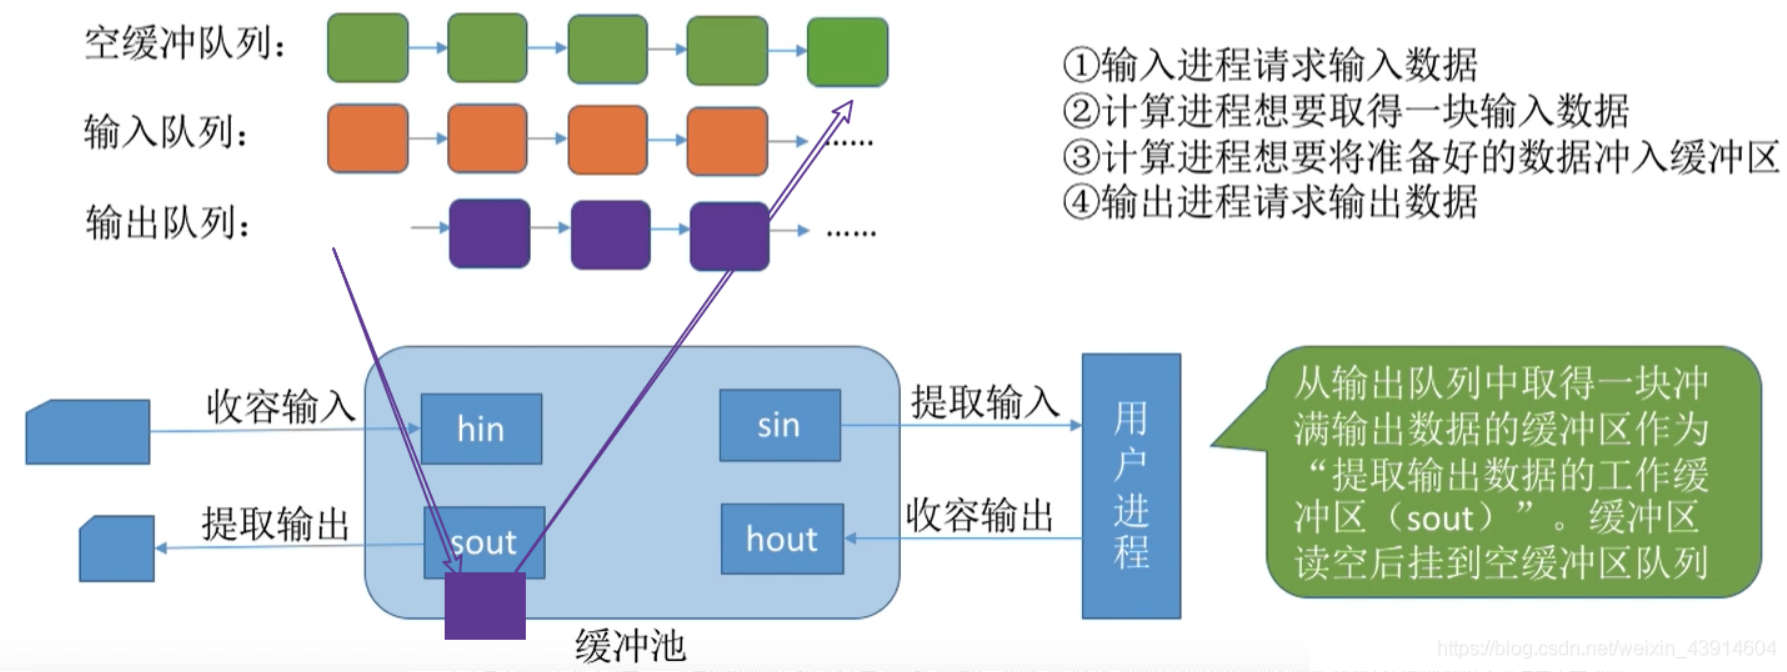 空缓冲队列：
输入队列：
……
输出队列：
……
①输入进程请求输入数据
②计算进程想要取得一块输入数据
③计算进程想要将准备好的数据冲入缓冲区
④输出进程请求输出数据
收容输入
hin
sin
提取输入
提取输出
sout
hout
收容输出
用户进程
缓冲池
从输出队列中取得一块冲
满输出数据的缓冲区作为
“提取输出数据的工作缓
冲区（sout）”。缓冲区
读空后挂到空缓冲区队列
https://blog.csdn.net/weixin_43914604